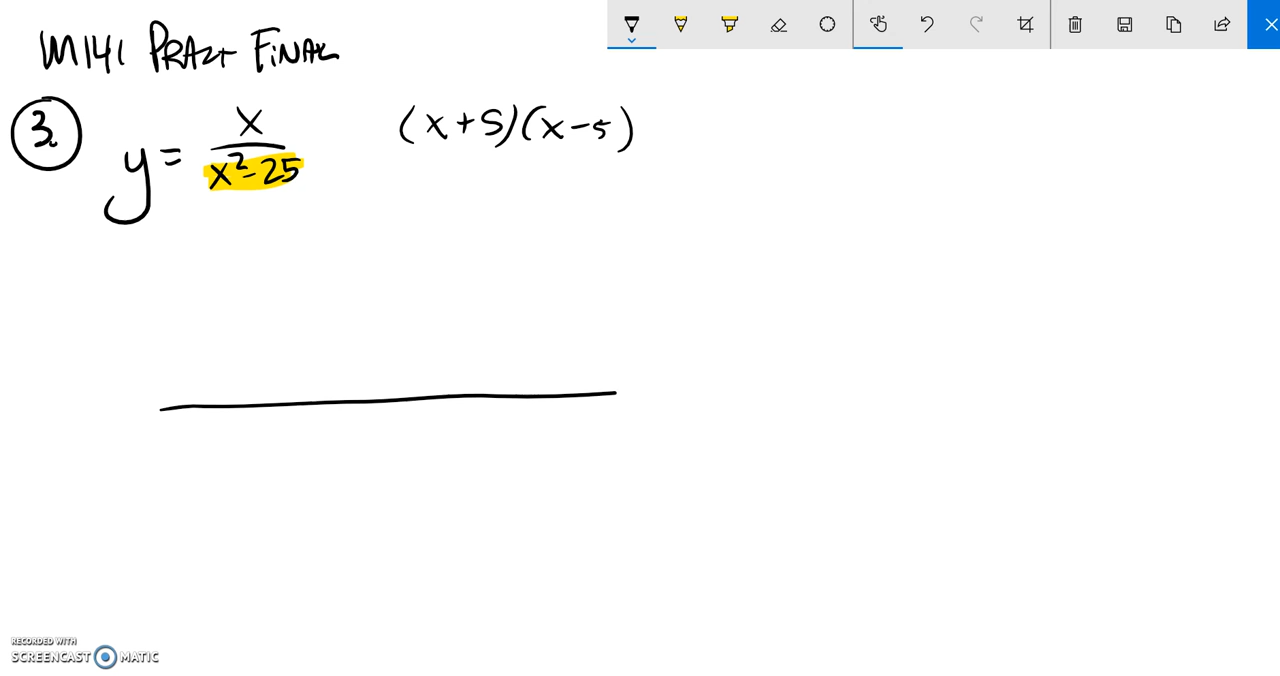 M141 PRACT FINAL
3.
y = x / x² - 25
(x+5)(x-5)
RECORDED WITH
SCREENCAST MATIC